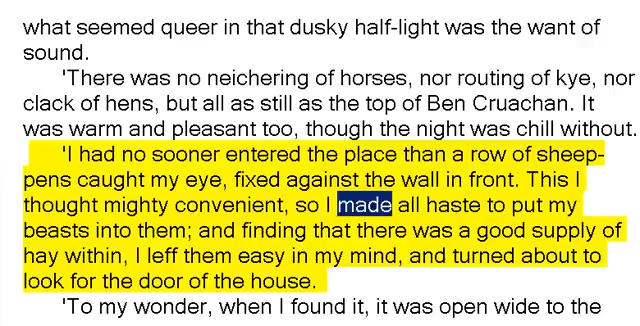 what seemed queer in that dusky half-light was the want of
sound.
'There was no neichering of horses, nor routing of kye, nor
clack of hens, but all as still as the top of Ben Cruachan. It
was warm and pleasant too, though the night was chill without.
'I had no sooner entered the place than a row of sheep-
pens caught my eye, fixed against the wall in front. This I
thought mighty convenient, so I made all haste to put my
beasts into them; and finding that there was a good supply of
hay within, I leff them easy in my mind, and turned about to
look for the door of the house.
'To my wonder, when I found it, it was open wide to the